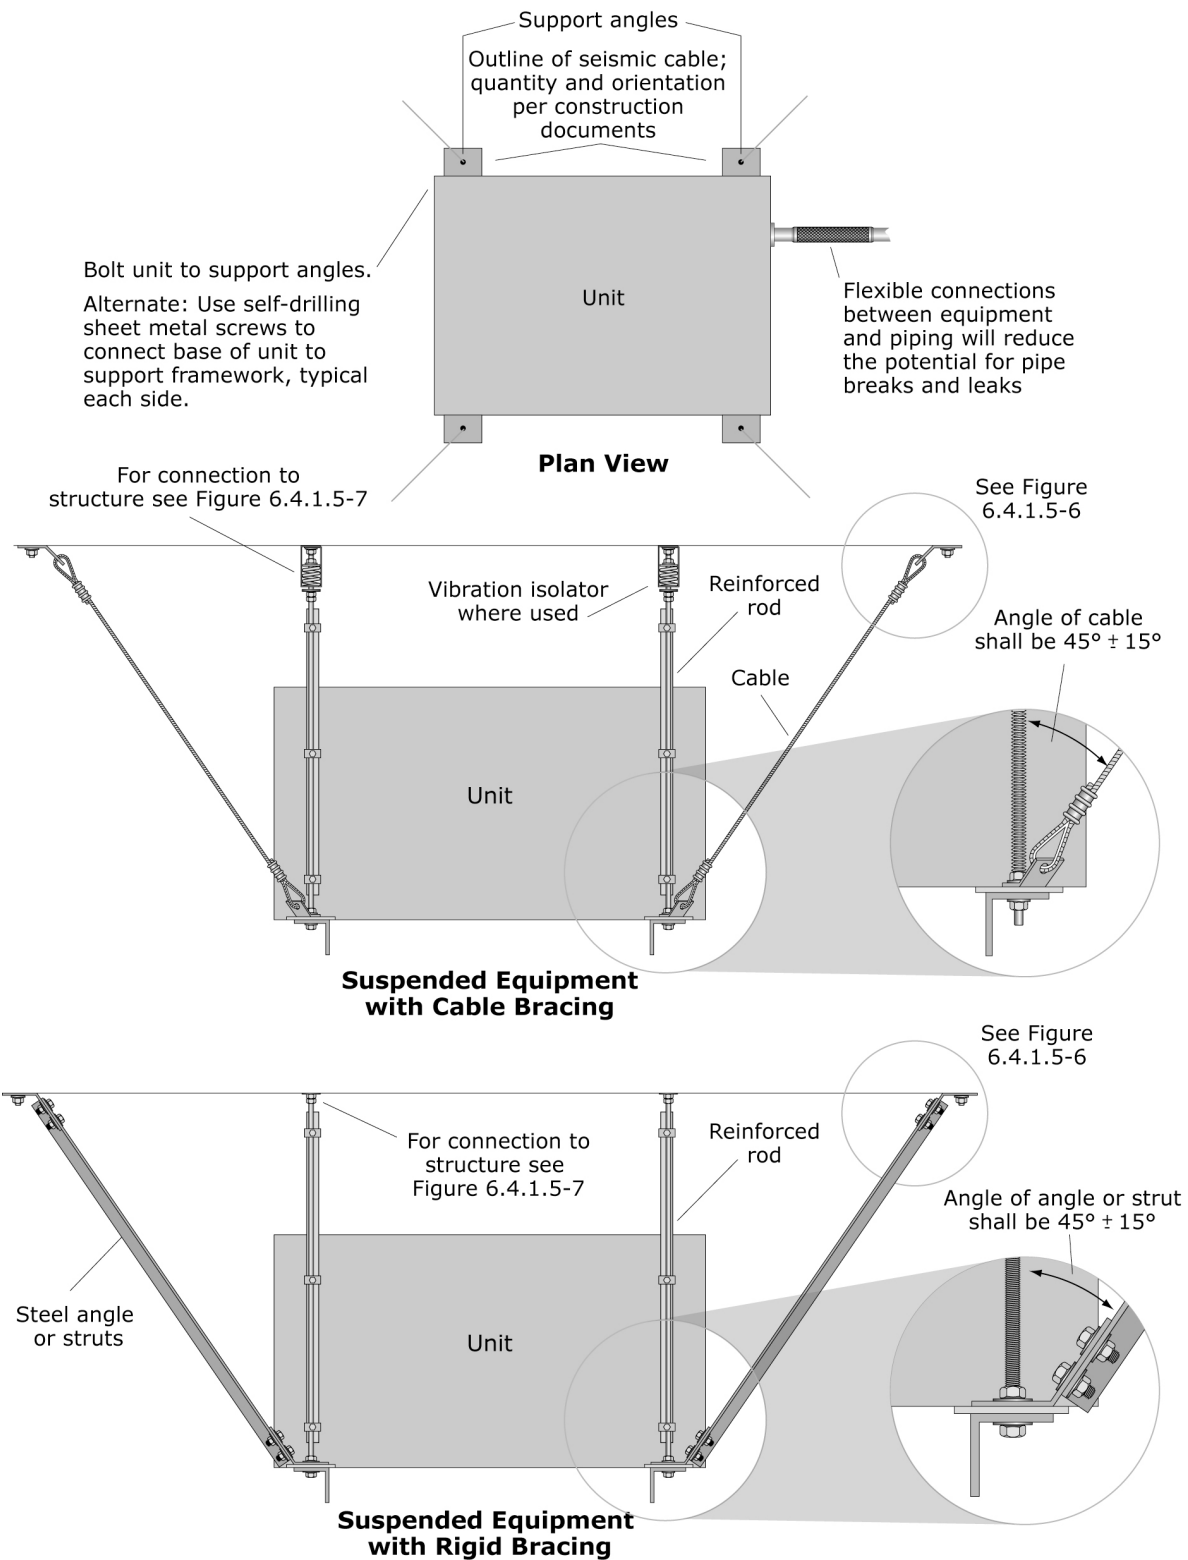 Support angles
Outline of seismic cable;
quantity and orientation
per construction
documents
Bolt unit to support angles.
Alternate: Use self-drilling
sheet metal screws to
connect base of unit to
support framework, typical
each side.
Unit
Flexible connections
between equipment
and piping will reduce
the potential for pipe
breaks and leaks
Plan View
For connection to
structure see Figure 6.4.1.5-7
See Figure
6.4.1.5-6
Vibration isolator
where used
Reinforced
rod
Angle of cable
shall be 45° ± 15°
Cable
Unit
Suspended Equipment
with Cable Bracing
See Figure
6.4.1.5-6
For connection to
structure see
Figure 6.4.1.5-7
Reinforced
rod
Angle of angle or strut
shall be 45° ± 15°
Steel angle
or struts
Unit
Suspended Equipment
with Rigid Bracing